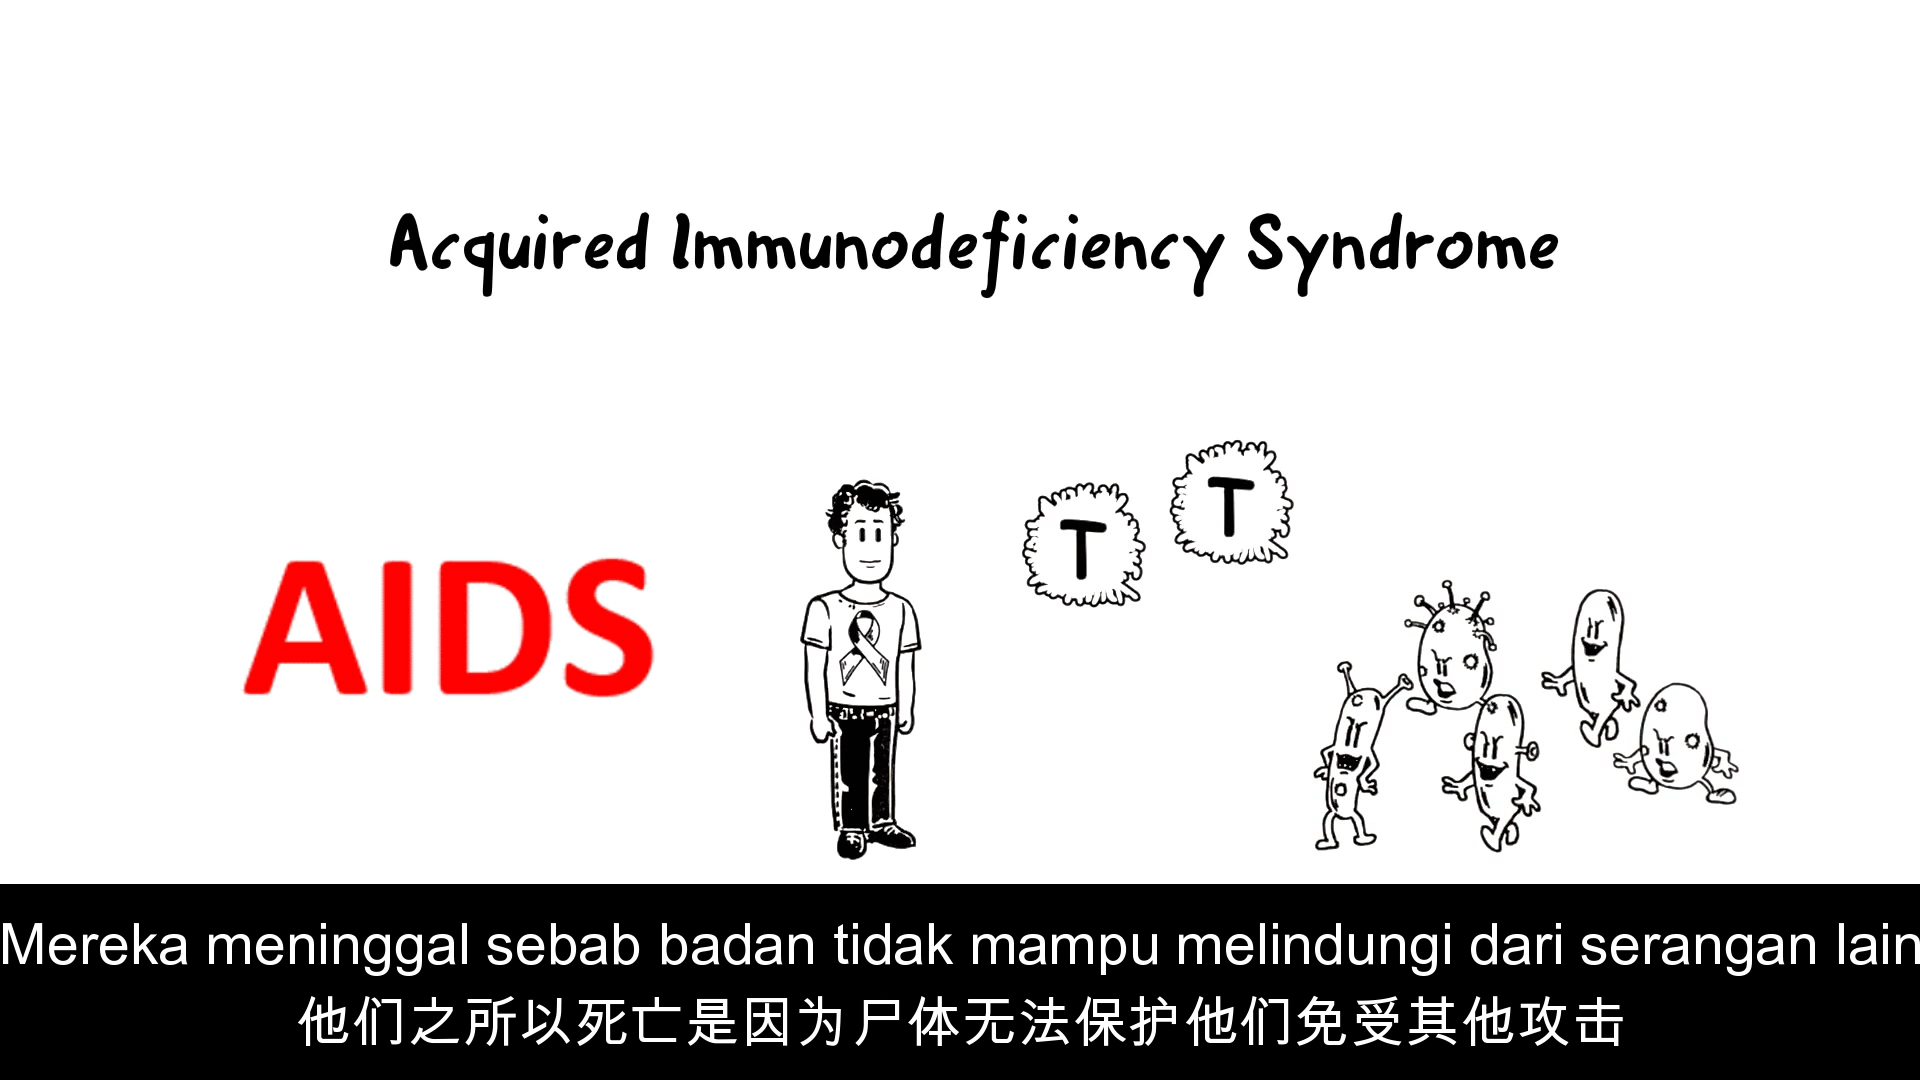 Acquired Immunodeficiency Syndrome
T
T
AIDS
Mereka meninggal sebab badan tidak mampu melindungi dari serangan lain
他们之所以死亡是因为尸体无法保护他们免受其他攻击